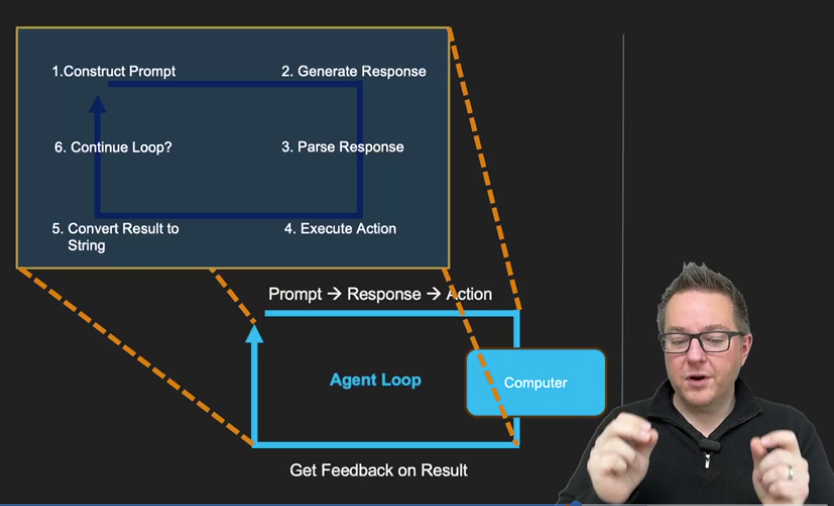 1.Construct Prompt
2. Generate Response
6. Continue Loop?
3. Parse Response
5. Convert Result to
String
4. Execute Action
Prompt → Response → Action
Agent Loop
Computer
Get Feedback on Result